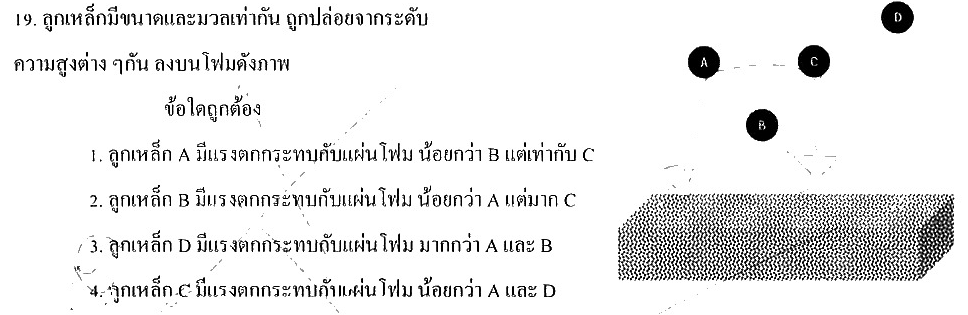 19. ลูกเหล็กมีขนาดและมวลเท่ากัน ถูกปล่อยจากระดับ
ความสูงต่าง ๆกัน ลงบนโฟมดังภาพ
ข้อใดถูกต้อง
1. ลูกเหล็ก A มีแรงตกกระทบกับแผ่นโฟม น้อยกว่า B แต่เท่ากับ C
2. ลูกเหล็ก B มีแรงตกกระทบกับแผ่นโฟม น้อยกว่า A แต่มาก C
3. ลูกเหล็ก D มีแรงตกกระทบกับแผ่นโฟม มากกว่า A และ B
4. ลูกเหล็ก C มีแรงตกกระทบกับแผ่นโฟม น้อยกว่า A และ D
D
A
C
B